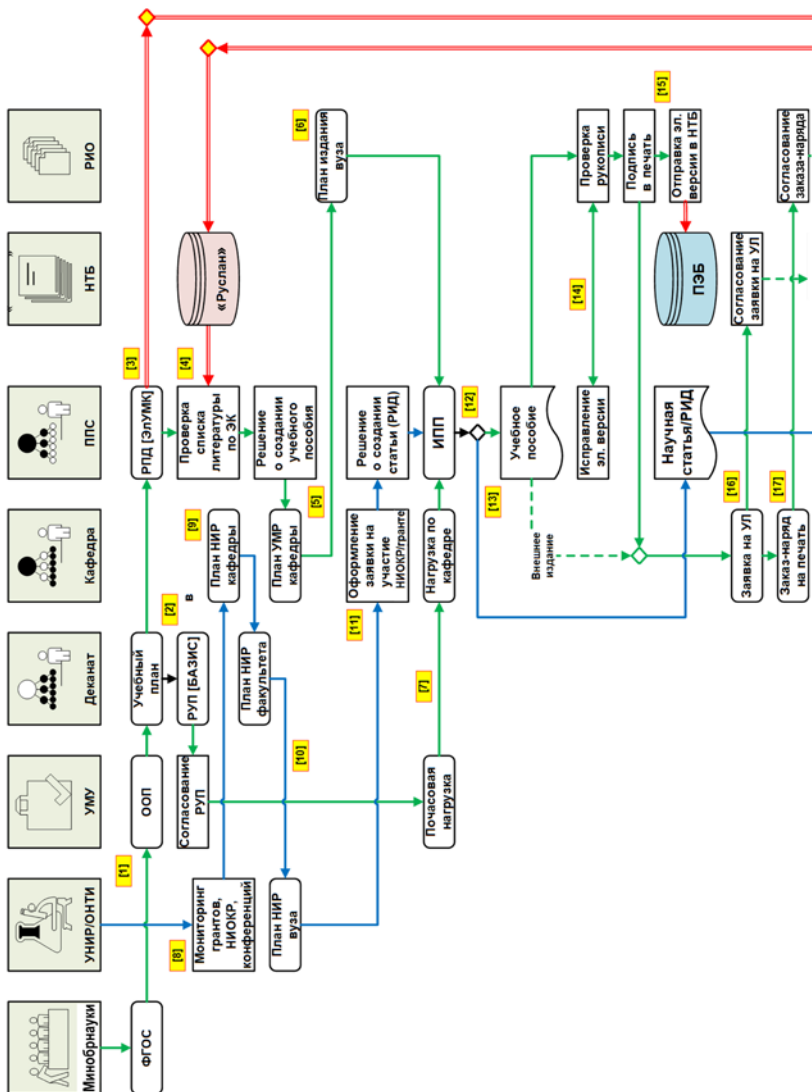 Минобрнауки
УНИР/ОНТИ
УМУ
Деканат
Кафедра
ППС
НТБ
РИО
"
"
ФГОС
[1]
ООП
Учебный
план
[2]
в
РПД [ЭлУМК]
[3]
РУП [БАЗИС]
Согласование
РУП
[4]
Проверка
списка
литературы
по ЭК
«Руслан»
Решение
о создании
учебного
пособия
[5]
План УМР
кафедры
[6]
План издания
вуза
[8]
Мониторинг
грантов,
НИОКР,
конференций
[9]
План НИР
кафедры
План НИР
факультета
[10]
План НИР
вуза
[11]
Оформление
заявки на
участие
НИОКР/гранте
Решение
о создании
статьи (РИД)
Почасовая
нагрузка
[7]
Нагрузка по
кафедре
ИПП
[12]
[13]
Учебное
пособие
Внешнее
издание
[14]
Исправление
эл. версии
Проверка
рукописи
Подпись
в печать
[15]
Отправка эл.
версии в НТБ
ПЭБ
Научная
статья/РИД
[16]
Заявка на УЛ
Согласование
заявки на УЛ
[17]
Заказ-наряд
на печать
Согласование
заказа-наряда